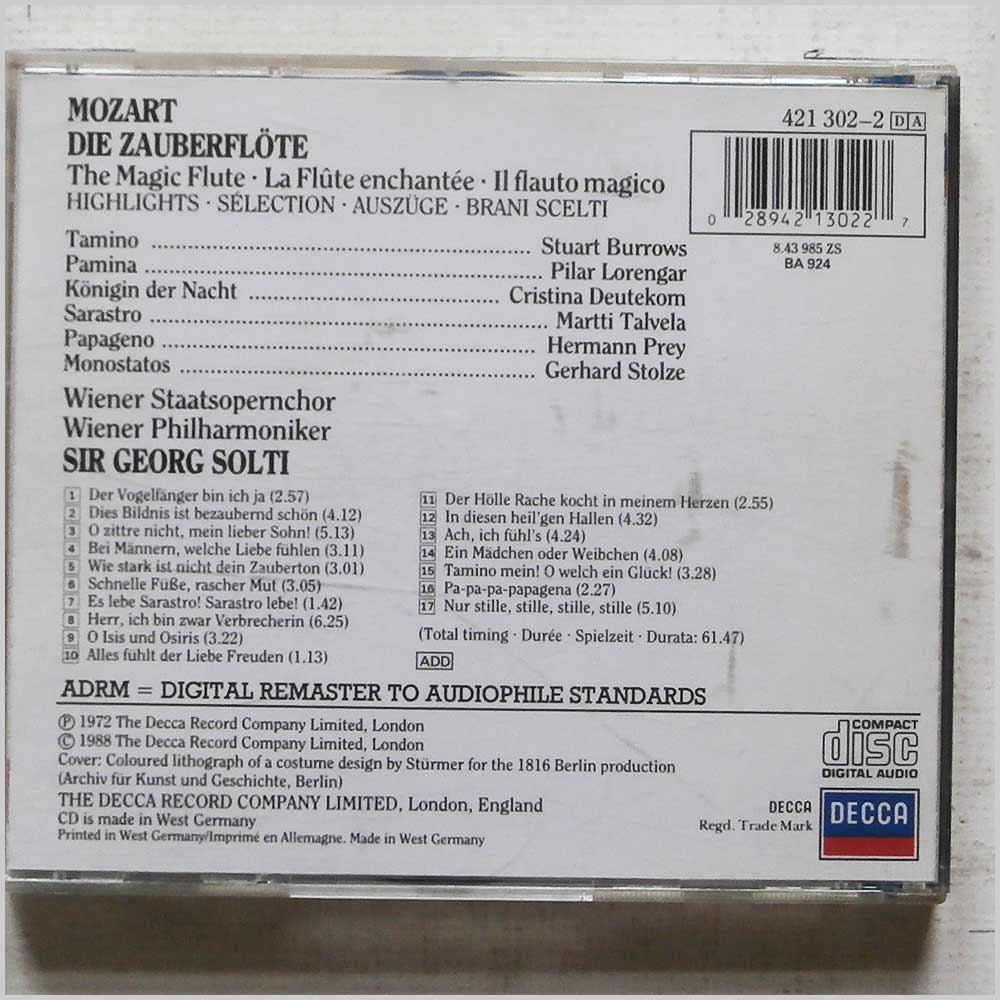 MOZART
DIE ZAUBERFLÖTE
The Magic Flute · La Flûte enchantée · Il flauto magico
HIGHLIGHTS · SÉLECTION · AUSZÜGE · BRANI SCELTI
421 302-2 DA
0 28942 13022 7
8.43 985 ZS
BA 924
Tamino ........ Stuart Burrows
Pamina ........ Pilar Lorengar
Königin der Nacht ........ Cristina Deutekom
Sarastro ........ Martti Talvela
Papageno ........ Hermann Prey
Monostatos ........ Gerhard Stolze
Wiener Staatsopernchor
Wiener Philharmoniker
SIR GEORG SOLTI
1 Der Vogelfänger bin ich ja (2.57)
2 Dies Bildnis ist bezaubernd schön (4.12)
3 O zittre nicht, mein lieber Sohn! (5.13)
4 Bei Männern, welche Liebe fühlen (3.11)
5 Wie stark ist nicht dein Zauberton (3.01)
6 Schnelle Füße, rascher Mut (3.05)
7 Es lebe Sarastro! Sarastro lebe! (1.42)
8 Herr, ich bin zwar Verbrecherin (6.25)
9 O Isis und Osiris (3.22)
10 Alles fühlt der Liebe Freuden (1.13)
11 Der Hölle Rache kocht in meinem Herzen (2.55)
12 In diesen heil'gen Hallen (4.32)
13 Ach, ich fühl's (4.24)
14 Ein Mädchen oder Weibchen (4.08)
15 Tamino mein! O welch ein Glück! (3.28)
16 Pa-pa-pa-papagena (2.27)
17 Nur stille, stille, stille, stille (5.10)
(Total timing · Durée · Spielzeit · Durata: 61.47)
ADD
ADRM = DIGITAL REMASTER TO AUDIOPHILE STANDARDS
℗ 1972 The Decca Record Company Limited, London
© 1988 The Decca Record Company Limited, London
Cover: Coloured lithograph of a costume design by Stürmer for the 1816 Berlin production
(Archiv für Kunst und Geschichte, Berlin)
THE DECCA RECORD COMPANY LIMITED, London, England
CD is made in West Germany
Printed in West Germany/Imprimé en Allemagne. Made in West Germany
COMPACT
disc
DIGITAL AUDIO
DECCA
Regd. Trade Mark
DECCA